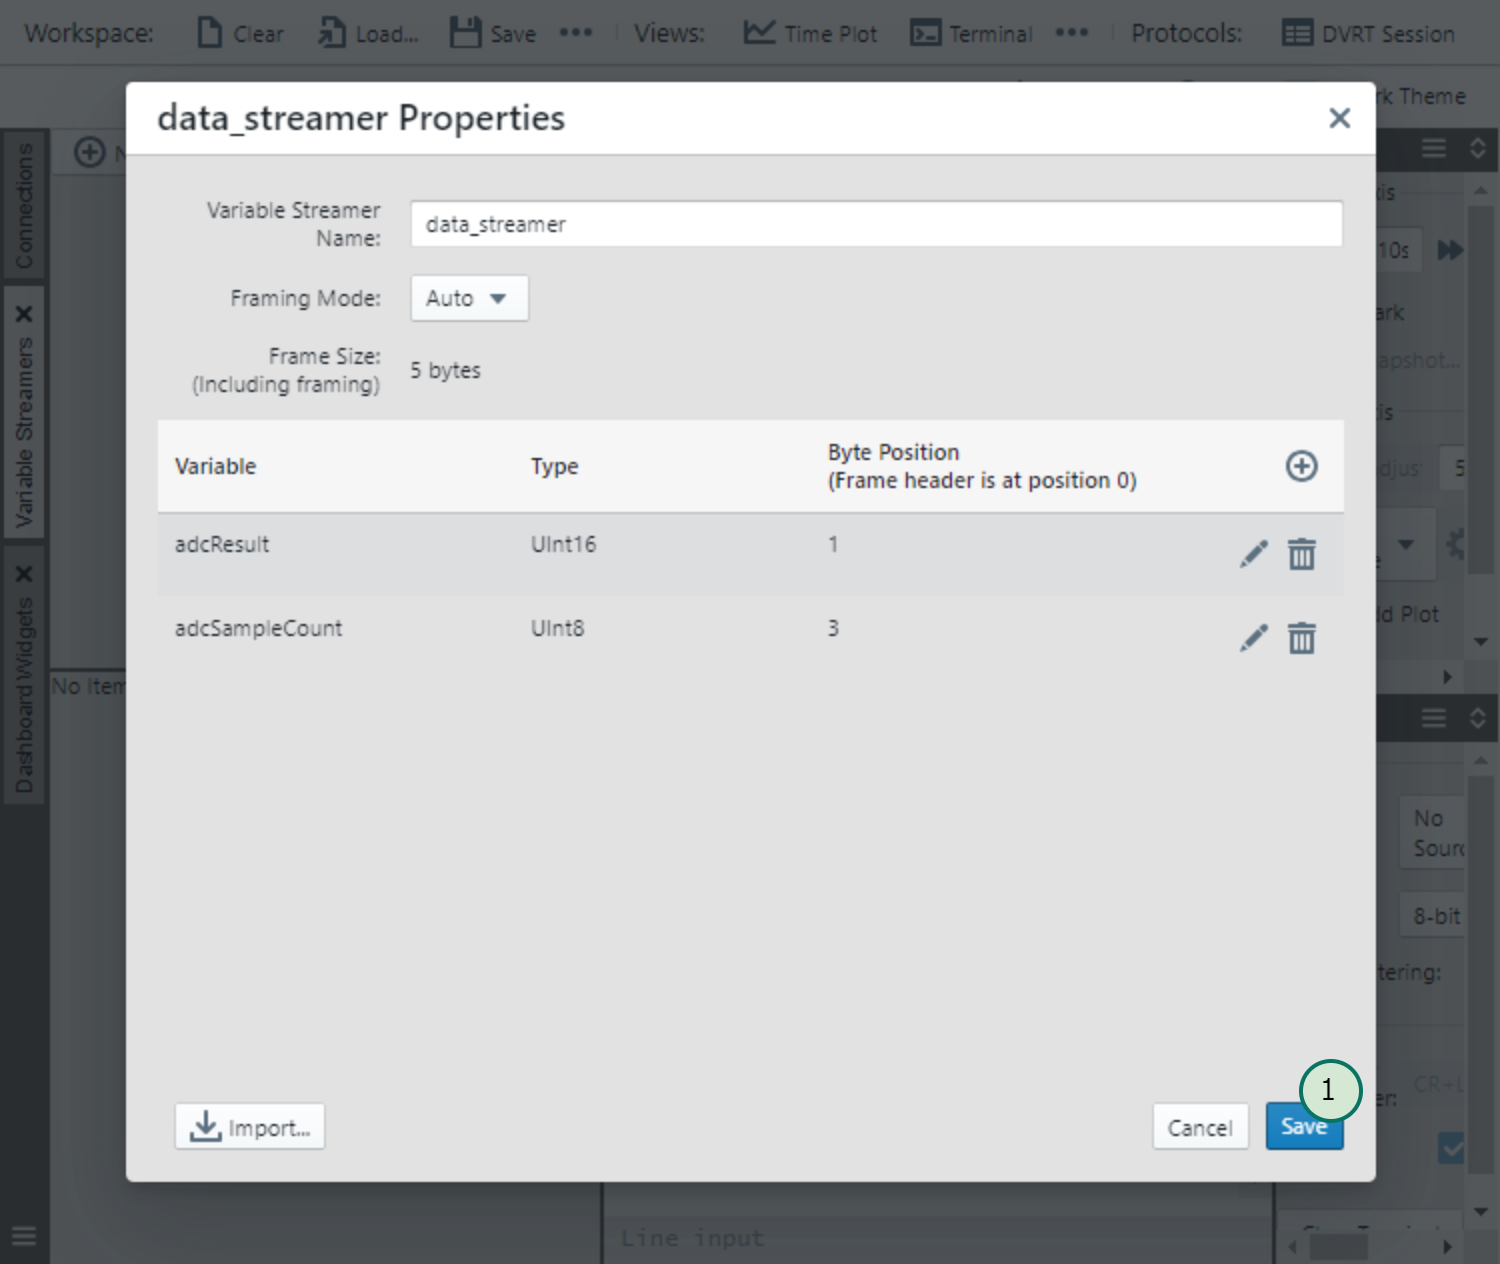 Workspace: Clear Load... Save ••• Views: Time Plot Terminal ••• Protocols: DVRT Session
rk Theme
Connections
Variable Streamers
Dashboard Widgets
data_streamer Properties
Variable Streamer
Name:
data_streamer
Framing Mode: Auto
Frame Size:
(Including framing)
5 bytes
Variable Type Byte Position
(Frame header is at position 0)
adcResult UInt16 1
adcSampleCount UInt8 3
Import...
Cancel
Save
1
N
No Item
10s
ark
apshot...
djus
5
dd Plot
No
Sourc
8-bit
tering:
er:
CR+L
Line input